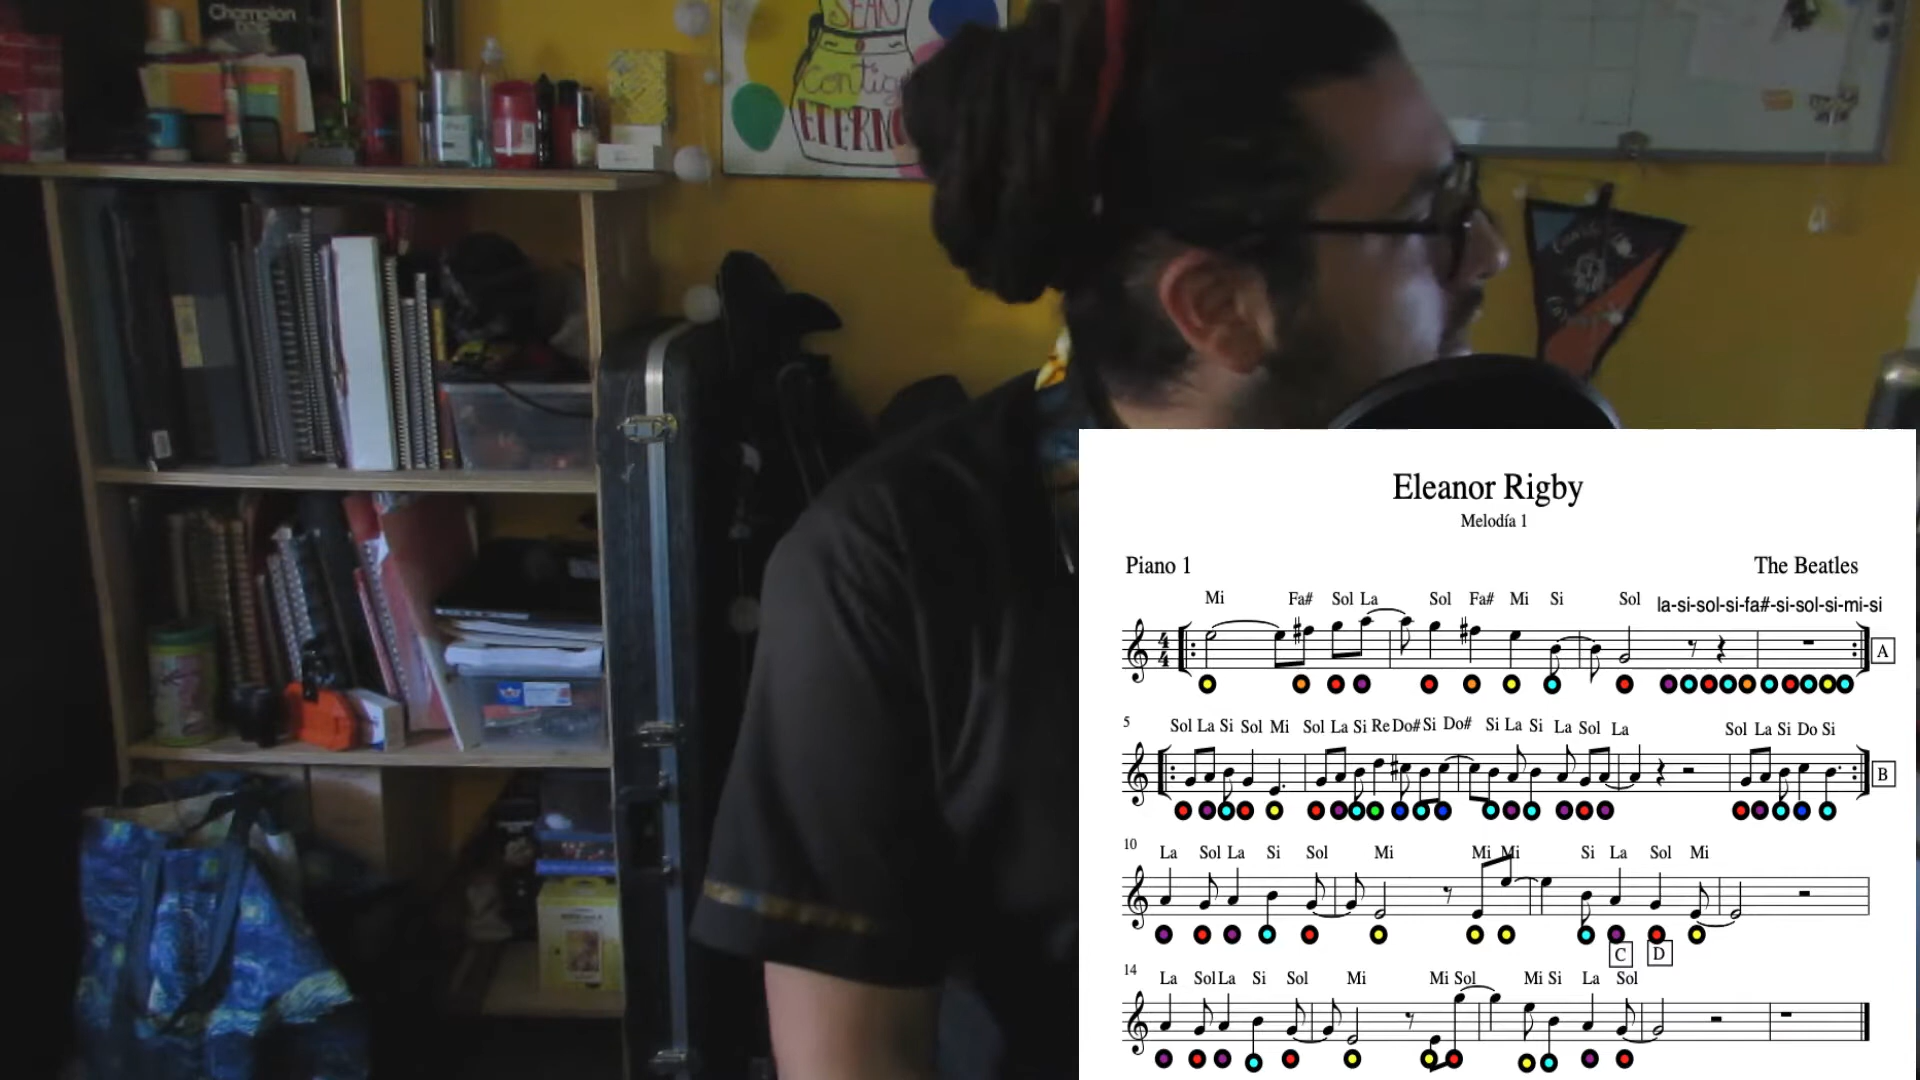 Champion
SEAN
Contigo
ETERNO
Eleanor Rigby
Melodía 1
Piano 1
The Beatles
Mi Fa# Sol La Sol Fa# Mi Si Sol la-si-sol-si-fa#-si-sol-si-mi-si
4
4
A
5
Sol La Si Sol Mi Sol La Si Re Do# Si Do# Si La Si La Sol La Sol La Si Do Si
B
10
La Sol La Si Sol Mi Mi Mi Si La Sol Mi
C D
14
La Sol La Si Sol Mi Mi Sol Mi Si La Sol